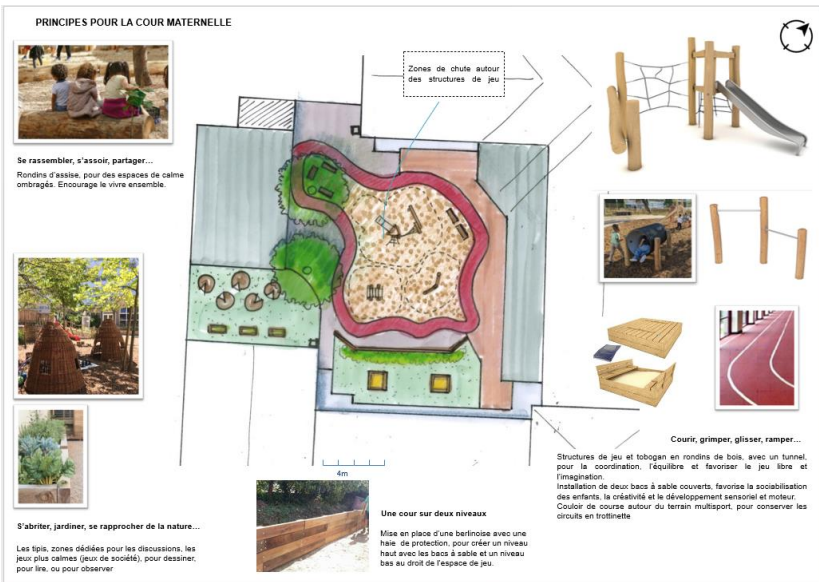 PRINCIPES POUR LA COUR MATERNELLE
Zones de chute autour
des structures de jeu
Se rassembler, s'assoir, partager…
Rondins d'assise, pour des espaces de calme
ombragés. Encourage le vivre ensemble.
4m
Courir, grimper, glisser, ramper…
Structures de jeu et tobogan en rondins de bois, avec un tunnel,
pour la coordination, l'équilibre et favoriser le jeu libre et
l'imagination.
Installation de deux bacs à sable couverts, favorise la sociabilisation
des enfants, la créativité et le développement sensoriel et moteur.
Couloir de course autour du terrain multisport, pour conserver les
circuits en trottinette
S'abriter, jardiner, se rapprocher de la nature…
Les tipis, zones dédiées pour les discussions, les
jeux plus calmes (jeux de société), pour dessiner,
pour lire, ou pour observer
Une cour sur deux niveaux
Mise en place d'une berlinoise avec une
haie de protection, pour créer un niveau
haut avec les bacs à sable et un niveau
bas au droit de l'espace de jeu.